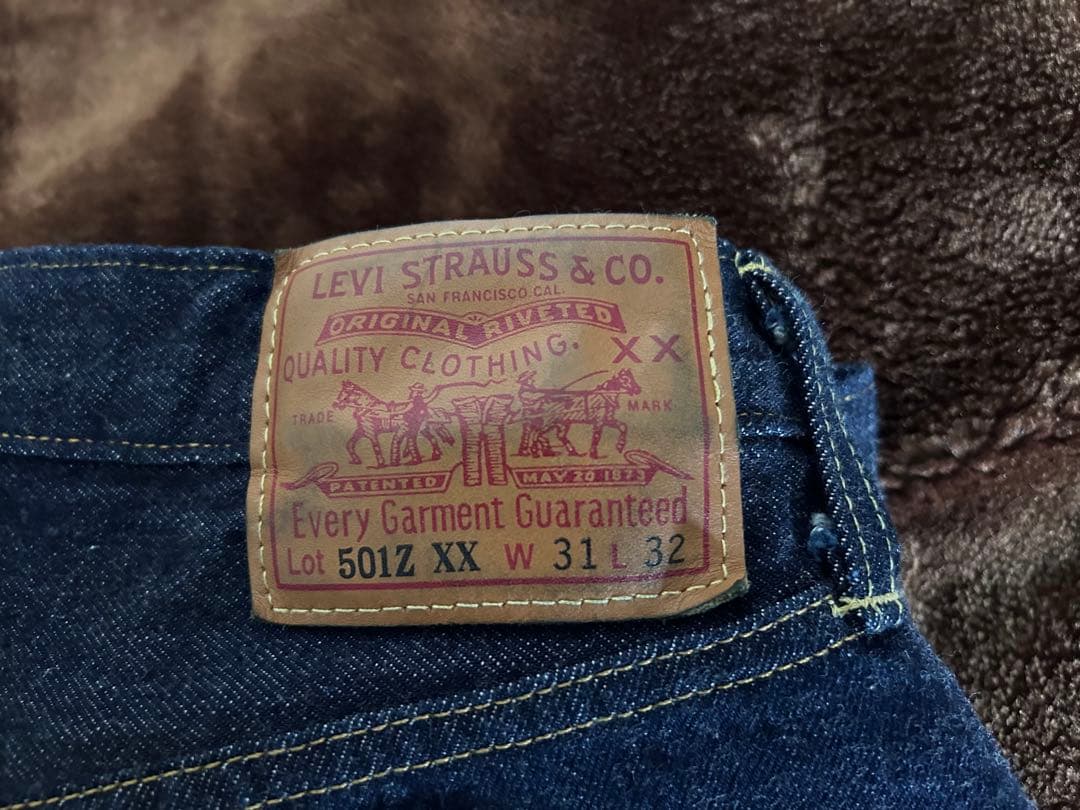 LEVI STRAUSS & CO.
SAN FRANCISCO CAL.
ORIGINAL RIVETED
QUALITY CLOTHING. XX
TRADE MARK
PATENTED MAY 20 1873
Every Garment Guaranteed
Lot 501Z XX W 31 L 32